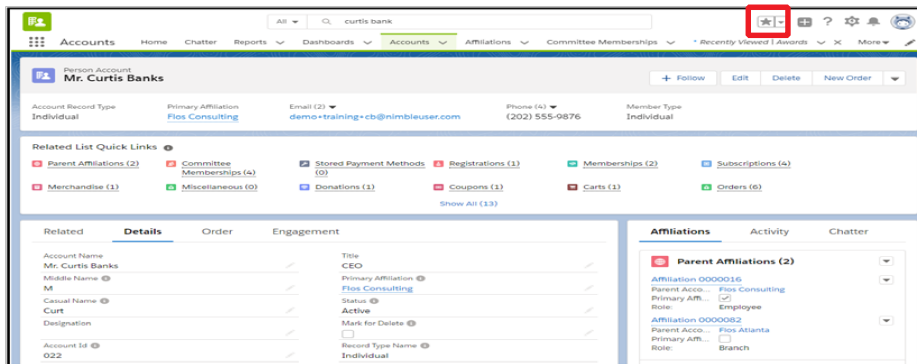 All curtis bank
Accounts Home Chatter Reports Dashboards Accounts Affiliations Committee Memberships * Recently Viewed | Awards More
Person Account
Mr. Curtis Banks
+ Follow Edit Delete New Order
Account Record Type Primary Affiliation Email (2) Phone (4) Member Type
Individual Flos Consulting demo+training+cb@nimbleuser.com (202) 555-9876 Individual
Related List Quick Links
Parent Affiliations (2) Committee Memberships (4) Stored Payment Methods (0) Registrations (1) Memberships (2) Subscriptions (4)
Merchandise (1) Miscellaneous (0) Donations (1) Coupons (1) Carts (1) Orders (6)
Show All (13)
Related Details Order Engagement
Account Name Title
Mr. Curtis Banks CEO
Middle Name Primary Affiliation
M Flos Consulting
Casual Name Status
Curt Active
Designation Mark for Delete
Account Id Record Type Name
022 Individual
Affiliations Activity Chatter
Parent Affiliations (2)
Affiliation 0000016
Parent Acco... Flos Consulting
Primary Affi...
Role: Employee
Affiliation 0000082
Parent Acco... Flos Atlanta
Primary Affi...
Role: Branch